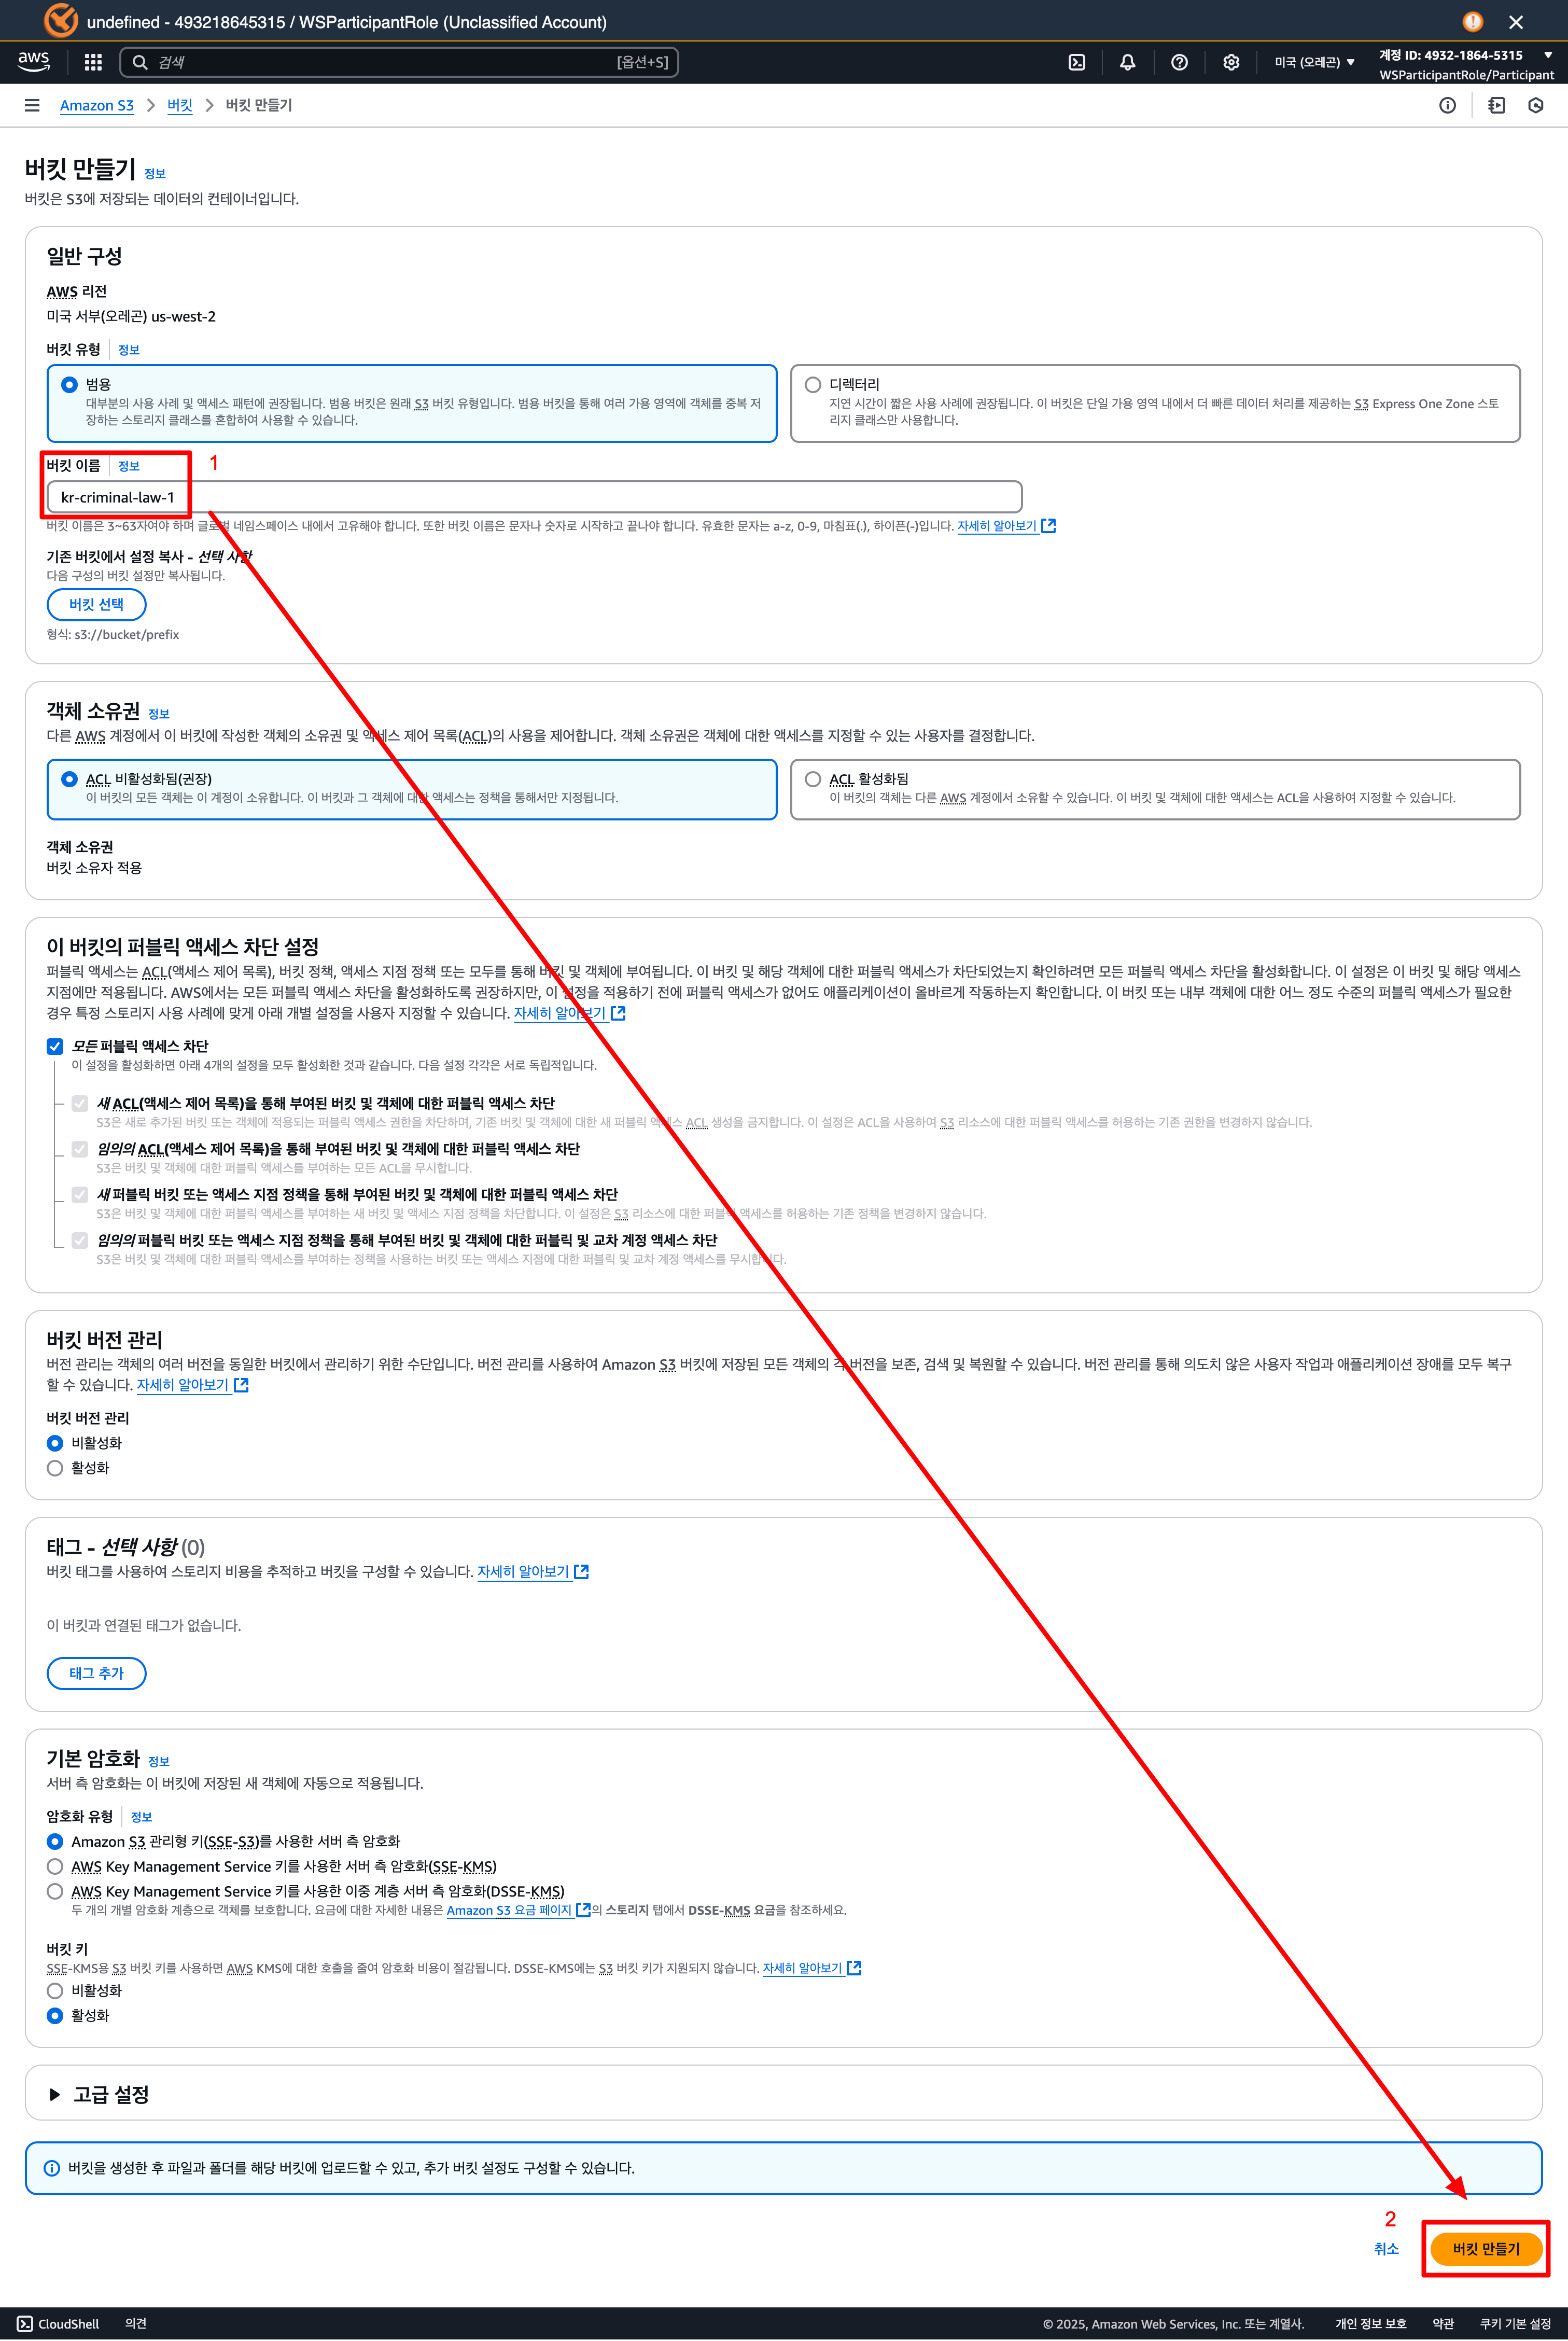 undefined - 493218645315 / WSParticipantRole (Unclassified Account)
aws
검색
[옵션+S]
미국 (오레곤)
계정 ID: 4932-1864-5315
WSParticipantRole/Participant
Amazon S3
버킷
버킷 만들기
버킷 만들기 정보
버킷은 S3에 저장되는 데이터의 컨테이너입니다.
일반 구성
AWS 리전
미국 서부(오레곤) us-west-2
버킷 유형 정보
범용
대부분의 사용 사례 및 액세스 패턴에 권장됩니다. 범용 버킷은 원래 S3 버킷 유형입니다. 범용 버킷을 통해 여러 가용 영역에 객체를 중복 저
장하는 스토리지 클래스를 혼합하여 사용할 수 있습니다.
디렉터리
지연 시간이 짧은 사용 사례에 권장됩니다. 이 버킷은 단일 가용 영역 내에서 더 빠른 데이터 처리를 제공하는 S3 Express One Zone 스토
리지 클래스만 사용합니다.
버킷 이름 정보
1
kr-criminal-law-1
버킷 이름은 3~63자여야 하며 글로벌 네임스페이스 내에서 고유해야 합니다. 또한 버킷 이름은 문자나 숫자로 시작하고 끝나야 합니다. 유효한 문자는 a-z, 0-9, 마침표(.), 하이픈(-)입니다. 자세히 알아보기
기존 버킷에서 설정 복사 - 선택 사항
다음 구성의 버킷 설정만 복사됩니다.
버킷 선택
형식: s3://bucket/prefix
객체 소유권 정보
다른 AWS 계정에서 이 버킷에 작성한 객체의 소유권 및 액세스 제어 목록(ACL)의 사용을 제어합니다. 객체 소유권은 객체에 대한 액세스를 지정할 수 있는 사용자를 결정합니다.
ACL 비활성화됨(권장)
이 버킷의 모든 객체는 이 계정이 소유합니다. 이 버킷과 그 객체에 대한 액세스는 정책을 통해서만 지정됩니다.
ACL 활성화됨
이 버킷의 객체는 다른 AWS 계정에서 소유할 수 있습니다. 이 버킷 및 객체에 대한 액세스는 ACL을 사용하여 지정할 수 있습니다.
객체 소유권
버킷 소유자 적용
이 버킷의 퍼블릭 액세스 차단 설정
퍼블릭 액세스는 ACL(액세스 제어 목록), 버킷 정책, 액세스 지점 정책 또는 모두를 통해 버킷 및 객체에 부여됩니다. 이 버킷 및 해당 객체에 대한 퍼블릭 액세스가 차단되었는지 확인하려면 모든 퍼블릭 액세스 차단을 활성화합니다. 이 설정은 이 버킷 및 해당 액세스
지점에만 적용됩니다. AWS에서는 모든 퍼블릭 액세스 차단을 활성화하도록 권장하지만, 이 설정을 적용하기 전에 퍼블릭 액세스가 없어도 애플리케이션이 올바르게 작동하는지 확인합니다. 이 버킷 또는 내부 객체에 대한 어느 정도 수준의 퍼블릭 액세스가 필요한
경우 특정 스토리지 사용 사례에 맞게 아래 개별 설정을 사용자 지정할 수 있습니다. 자세히 알아보기
모든 퍼블릭 액세스 차단
이 설정을 활성화하면 아래 4개의 설정을 모두 활성화한 것과 같습니다. 다음 설정 각각은 서로 독립적입니다.
새 ACL(액세스 제어 목록)을 통해 부여된 버킷 및 객체에 대한 퍼블릭 액세스 차단
S3은 새로 추가된 버킷 또는 객체에 적용되는 퍼블릭 액세스 권한을 차단하며, 기존 버킷 및 객체에 대한 새 퍼블릭 액세스 ACL 생성을 금지합니다. 이 설정은 ACL을 사용하여 S3 리소스에 대한 퍼블릭 액세스를 허용하는 기존 권한을 변경하지 않습니다.
임의의 ACL(액세스 제어 목록)을 통해 부여된 버킷 및 객체에 대한 퍼블릭 액세스 차단
S3은 버킷 및 객체에 대한 퍼블릭 액세스를 부여하는 모든 ACL을 무시합니다.
새 퍼블릭 버킷 또는 액세스 지점 정책을 통해 부여된 버킷 및 객체에 대한 퍼블릭 액세스 차단
S3은 버킷 및 객체에 대한 퍼블릭 액세스를 부여하는 새 버킷 및 액세스 지점 정책을 차단합니다. 이 설정은 S3 리소스에 대한 퍼블릭 액세스를 허용하는 기존 정책을 변경하지 않습니다.
임의의 퍼블릭 버킷 또는 액세스 지점 정책을 통해 부여된 버킷 및 객체에 대한 퍼블릭 및 교차 계정 액세스 차단
S3은 버킷 및 객체에 대한 퍼블릭 액세스를 부여하는 정책을 사용하는 버킷 또는 액세스 지점에 대한 퍼블릭 및 교차 계정 액세스를 무시합니다.
버킷 버전 관리
버전 관리는 객체의 여러 버전을 동일한 버킷에서 관리하기 위한 수단입니다. 버전 관리를 사용하여 Amazon S3 버킷에 저장된 모든 객체의 각 버전을 보존, 검색 및 복원할 수 있습니다. 버전 관리를 통해 의도치 않은 사용자 작업과 애플리케이션 장애를 모두 복구
할 수 있습니다. 자세히 알아보기
버킷 버전 관리
비활성화
활성화
태그 - 선택 사항 (0)
버킷 태그를 사용하여 스토리지 비용을 추적하고 버킷을 구성할 수 있습니다. 자세히 알아보기
이 버킷과 연결된 태그가 없습니다.
태그 추가
기본 암호화 정보
서버 측 암호화는 이 버킷에 저장된 새 객체에 자동으로 적용됩니다.
암호화 유형 정보
Amazon S3 관리형 키(SSE-S3)를 사용한 서버 측 암호화
AWS Key Management Service 키를 사용한 서버 측 암호화(SSE-KMS)
AWS Key Management Service 키를 사용한 이중 계층 서버 측 암호화(DSSE-KMS)
두 개의 개별 암호화 계층으로 객체를 보호합니다. 요금에 대한 자세한 내용은 Amazon S3 요금 페이지의 스토리지 탭에서 DSSE-KMS 요금을 참조하세요.
버킷 키
SSE-KMS용 S3 버킷 키를 사용하면 AWS KMS에 대한 호출을 줄여 암호화 비용이 절감됩니다. DSSE-KMS에는 S3 버킷 키가 지원되지 않습니다. 자세히 알아보기
비활성화
활성화
고급 설정
버킷을 생성한 후 파일과 폴더를 해당 버킷에 업로드할 수 있고, 추가 버킷 설정도 구성할 수 있습니다.
2
취소
버킷 만들기
CloudShell
의견
© 2025, Amazon Web Services, Inc. 또는 계열사.
개인 정보 보호
약관
쿠키 기본 설정